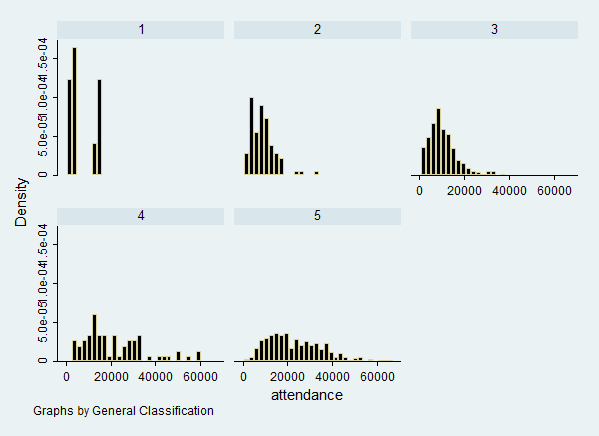 1 2 3
0 5.0e-05 1.0e-04 1.5e-04
0 20000 40000 60000
4 5
0 5.0e-05 1.0e-04 1.5e-04
0 20000 40000 60000 0 20000 40000 60000
Density
attendance
Graphs by General Classification